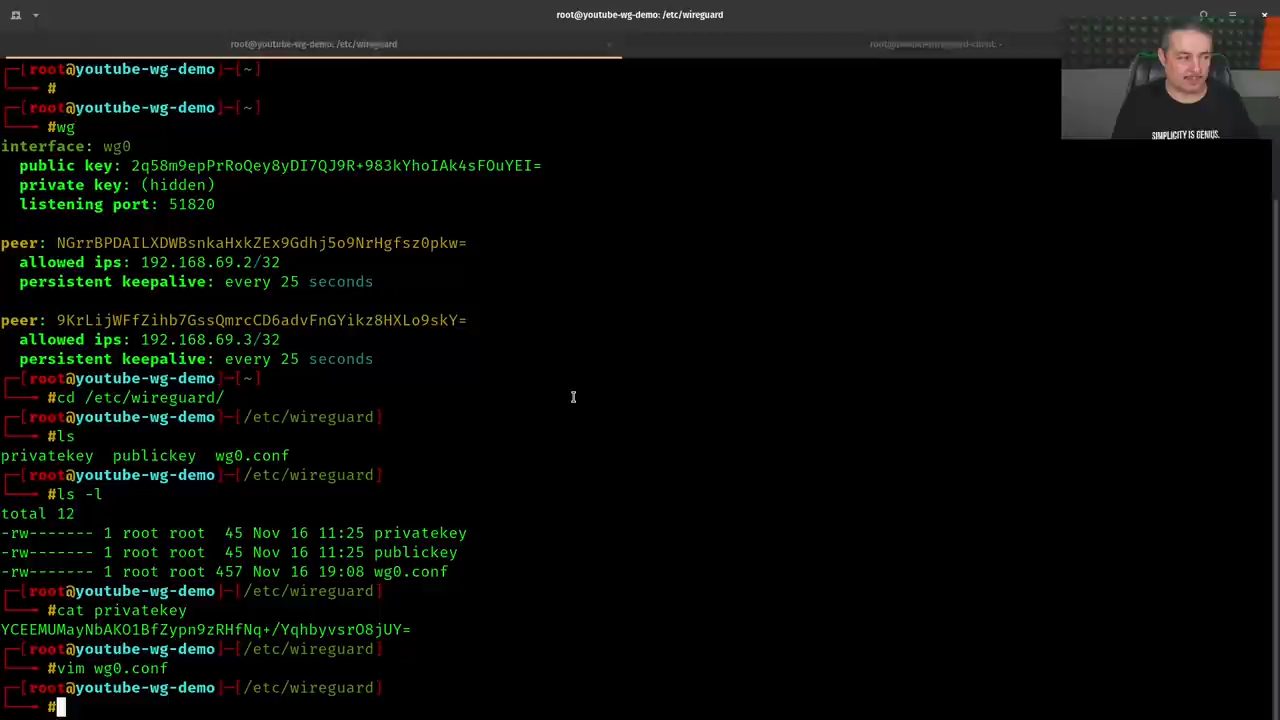 root@youtube-wg-demo: /etc/wireguard
root@youtube-wg-demo: /etc/wireguard
[root@youtube-wg-demo]-[~]
#
[root@youtube-wg-demo]-[~]
#wg
interface: wg0
public key: 2q58m9epPrRoQey8yDI7QJ9R+983kYhoIAk4sFOuYEI=
private key: (hidden)
listening port: 51820
peer: NGrrBPDAILXDWBsnkaHxkZEx9Gdhj5o9NrHgfsz0pkw=
allowed ips: 192.168.69.2/32
persistent keepalive: every 25 seconds
peer: 9KrLijWFfZihb7GssQmrcCD6advFnGYikz8HXLo9skY=
allowed ips: 192.168.69.3/32
persistent keepalive: every 25 seconds
[root@youtube-wg-demo]-[~]
#cd /etc/wireguard/
[root@youtube-wg-demo]-[/etc/wireguard]
#ls
privatekey publickey wg0.conf
[root@youtube-wg-demo]-[/etc/wireguard]
#ls -l
total 12
-rw------- 1 root root 45 Nov 16 11:25 privatekey
-rw------- 1 root root 45 Nov 16 11:25 publickey
-rw------- 1 root root 457 Nov 16 19:08 wg0.conf
[root@youtube-wg-demo]-[/etc/wireguard]
#cat privatekey
YCEEMUMayNbAKO1BfZypn9zRHfNq+/YqhbyvsrO8jUY=
[root@youtube-wg-demo]-[/etc/wireguard]
#vim wg0.conf
[root@youtube-wg-demo]-[/etc/wireguard]
#
SIMPLICITY IS GENIUS.